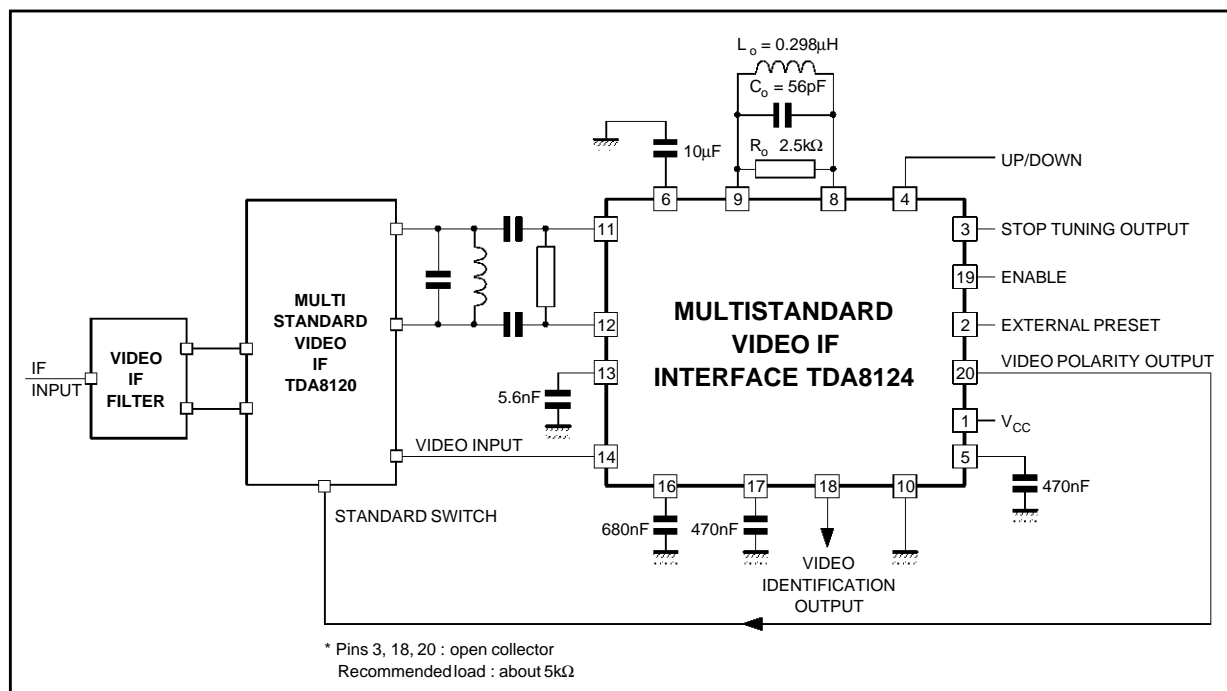 L o = 0.298μH
C o = 56pF
R o 2.5kΩ
10μF
UP/DOWN
6
9
8
4
11
3
STOP TUNING OUTPUT
19
ENABLE
MULTI
STANDARD
VIDEO
IF
TDA8120
MULTISTANDARD
VIDEO IF
INTERFACE TDA8124
12
2
EXTERNAL PRESET
VIDEO
IF
FILTER
IF
INPUT
13
20
VIDEO POLARITY OUTPUT
5.6nF
1
VCC
VIDEO INPUT
14
5
470nF
16
17
18
10
STANDARD SWITCH
680nF
470nF
VIDEO
IDENTIFICATION
OUTPUT
* Pins 3, 18, 20 : open collector
Recommended load : about 5kΩ